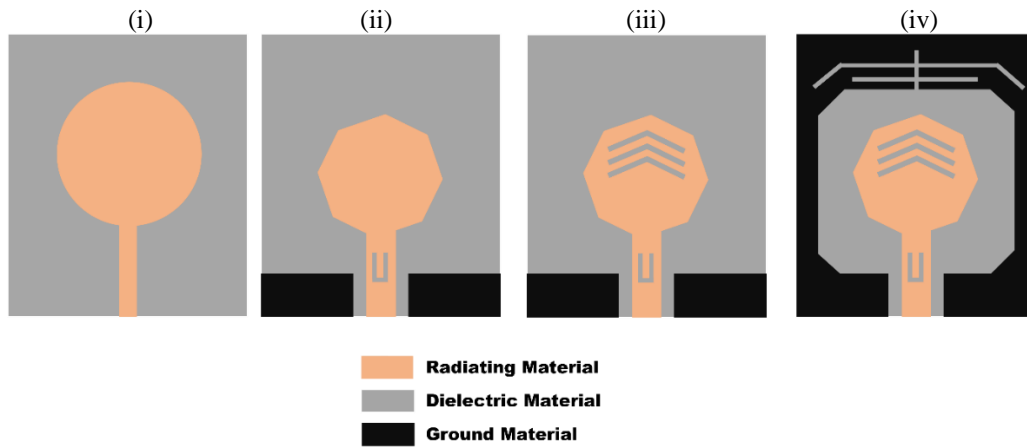 (i) (ii) (iii) (iv)
Radiating Material
Dielectric Material
Ground Material